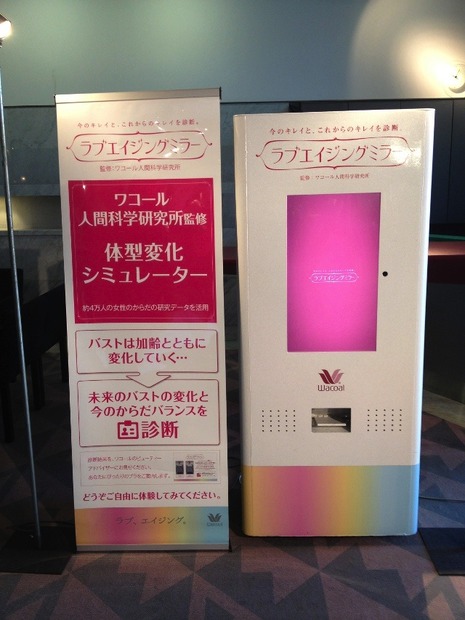 今のキレイと、これからのキレイを診断。
ラブエイジングミラー
監修:ワコール人間科学研究所
ワコール
人間科学研究所監修
体型変化
シミュレーター
約4万人の女性のからだの研究データを活用
バストは加齢とともに
変化していく…
未来のバストの変化と
今のからだバランスを
診断
どうぞご自由に体験してみてください。
ラブ、エイジング。
Wacoal
今のキレイと、これからのキレイを診断。
ラブエイジングミラー
監修:ワコール人間科学研究所
ラブエイジングミラー
Wacoal